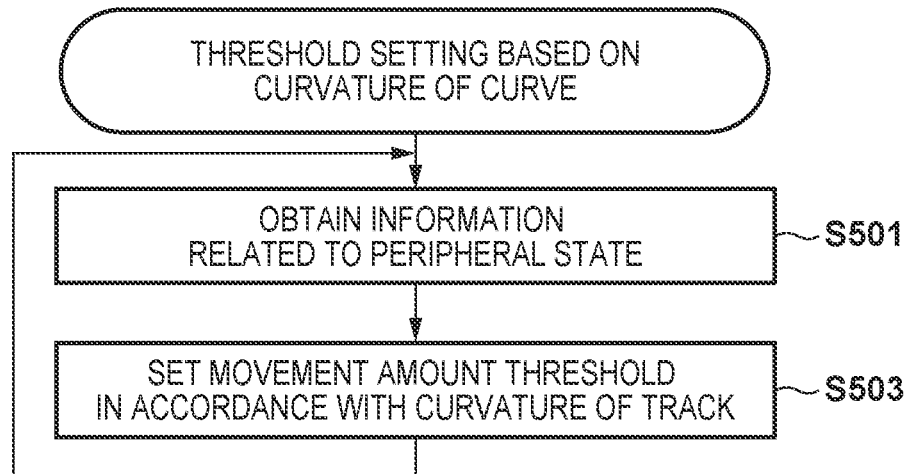 THRESHOLD SETTING BASED ON
CURVATURE OF CURVE
OBTAIN INFORMATION
RELATED TO PERIPHERAL STATE
S501
SET MOVEMENT AMOUNT THRESHOLD
IN ACCORDANCE WITH CURVATURE OF TRACK
S503